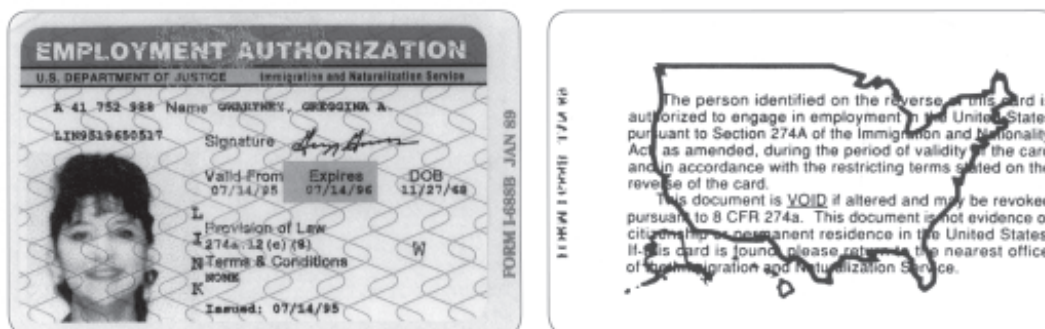 EMPLOYMENT AUTHORIZATION
U.S. DEPARTMENT OF JUSTICE Immigration and Naturalization Service
A 41 752 988 Name GWARTNEY, GREGGINA A.
LIN9519650517
Signature
Valid From Expires DOB
07/14/95 07/14/96 11/27/68
Provision of Law
274a.12(c)(9) W
Terms & Conditions
NONE
Issued: 07/14/95
L
I
N
K
FORM I-688B JAN 89
The person identified on the reverse of this card i
authorized to engage in employment in the United State
pursuant to Section 274A of the Immigration and Nationality
Act, as amended, during the period of validity of the card
and in accordance with the restricting terms stated on the
reverse of the card.
This document is VOID if altered and may be revoked
pursuant to 8 CFR 274a. This document is not evidence o
citizenship or permanent residence in the United States
If this card is found, please return to the nearest office
of the Immigration and Naturalization Service.